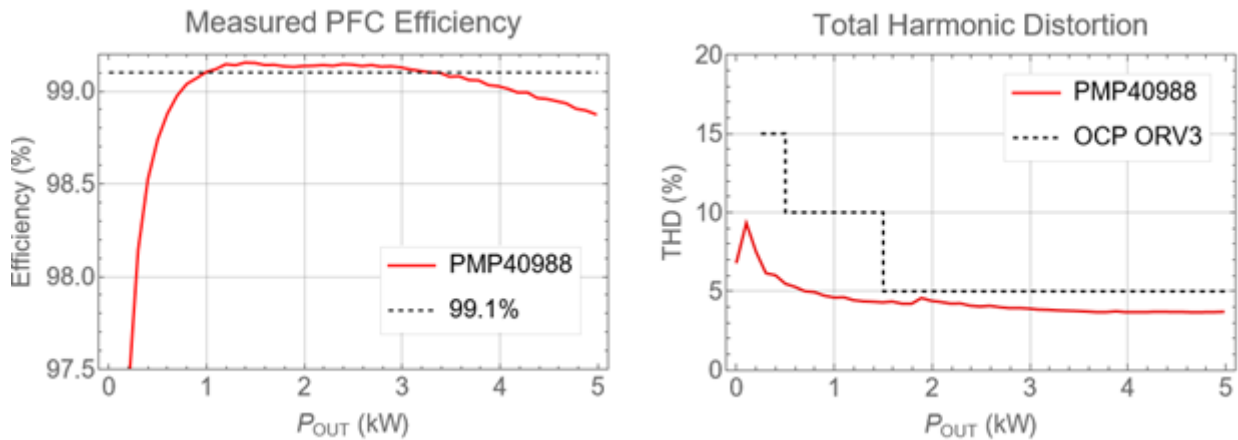 Measured PFC Efficiency
Efficiency (%)
99.0
98.5
98.0
97.5
PMP40988
99.1%
0 1 2 3 4 5
P_OUT (kW)
Total Harmonic Distortion
THD (%)
20
15
10
5
0
PMP40988
OCP ORV3
0 1 2 3 4 5
P_OUT (kW)